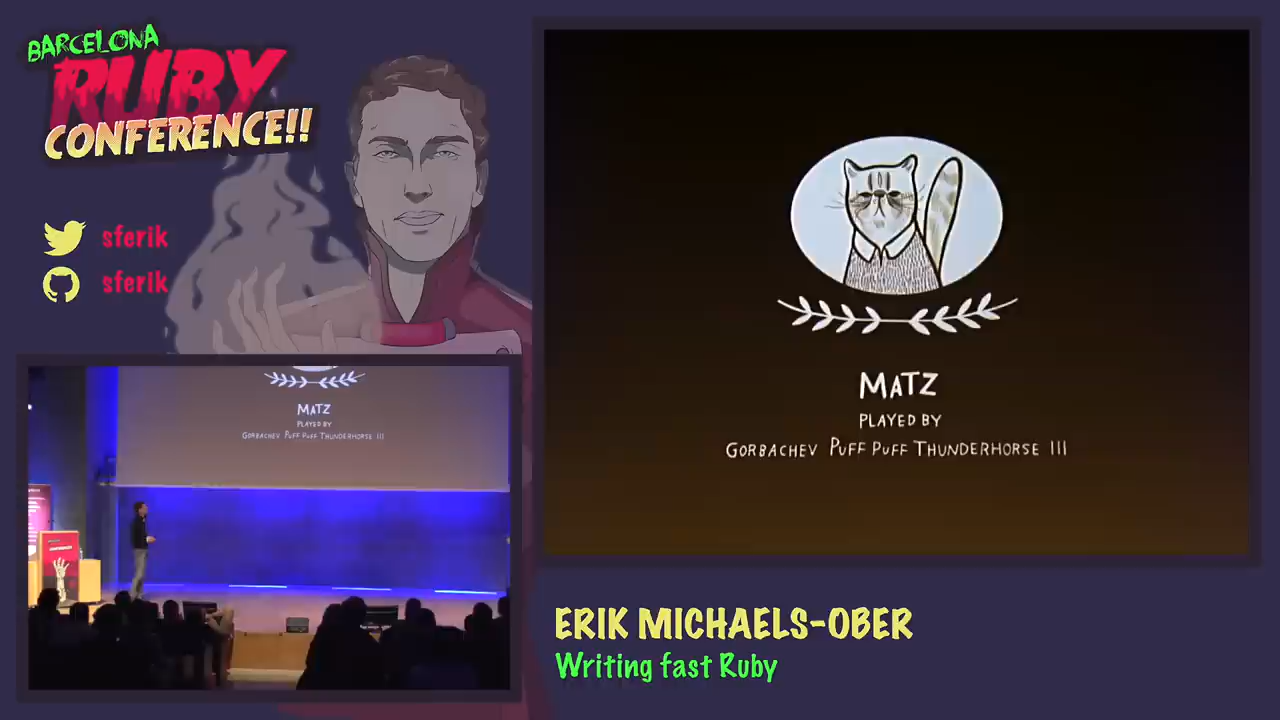 BARCELONA
RUBY
CONFERENCE!!
sferik
sferik
MATZ
PLAYED BY
GORBACHEV PUFF PUFF THUNDERHORSE III
MATZ
PLAYED BY
GORBACHEV PUFF PUFF THUNDERHORSE III
ERIK MICHAELS-OBER
Writing fast Ruby